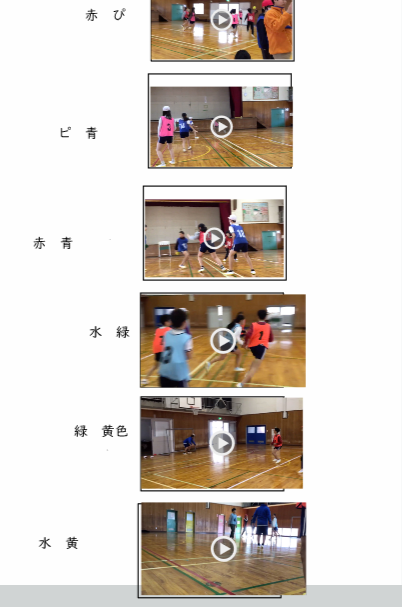 赤 ぴ
ピ 青
赤 青
水 緑
緑 黄色
水 黄